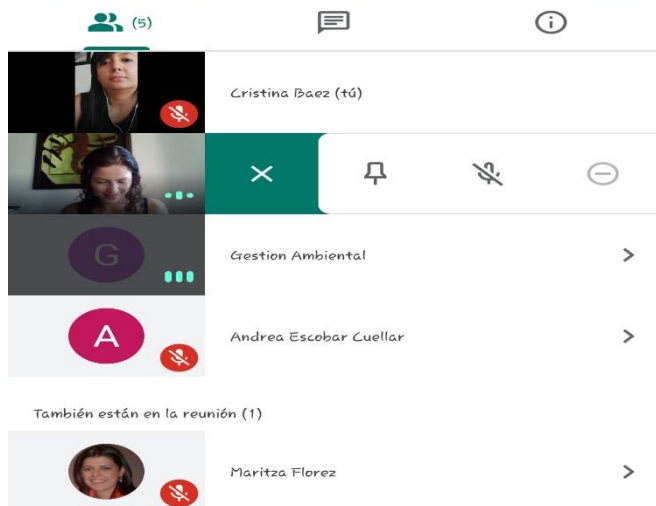 (5)
Cristina Baez (tú)
G
Gestion Ambiental
A
Andrea Escobar Cuellar
También están en la reunión (1)
Maritza Florez